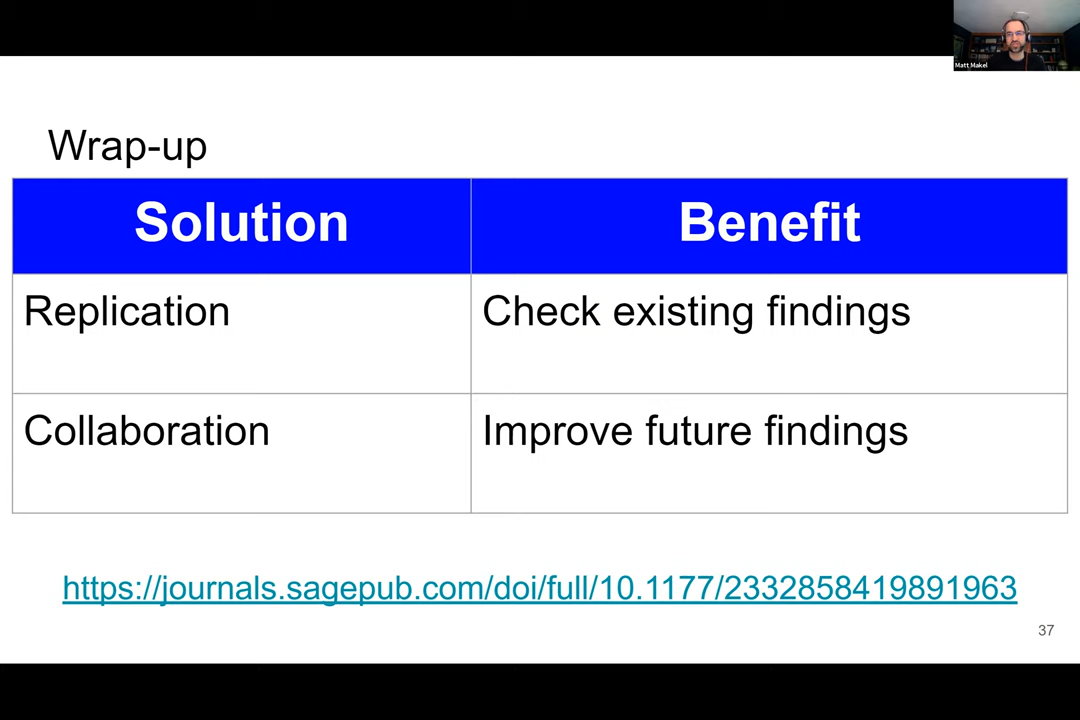 Matt Makel
Wrap-up
Solution Benefit
Replication Check existing findings
Collaboration Improve future findings
https://journals.sagepub.com/doi/full/10.1177/2332858419891963
37